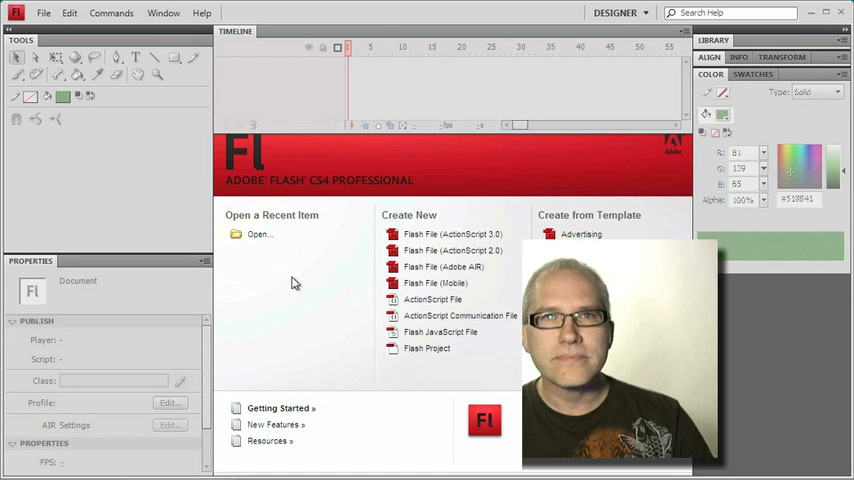 Fl File Edit Commands Window Help DESIGNER Search Help
TOOLS
TIMELINE
1 5 10 15 20 25 30 35 40 45 50 55
fps
LIBRARY
ALIGN INFO TRANSFORM
COLOR SWATCHES
Type: Solid
R: 81
G: 139
B: 65
Alpha: 100% #518B41
Fl
ADOBE FLASH CS4 PROFESSIONAL
Adobe
Open a Recent Item
Open...
Create New
Flash File (ActionScript 3.0)
Flash File (ActionScript 2.0)
Flash File (Adobe AIR)
Flash File (Mobile)
ActionScript File
ActionScript Communication File
Flash JavaScript File
Flash Project
Create from Template
Advertising
Getting Started »
New Features »
Resources »
Fl
PROPERTIES
Fl Document
PUBLISH
Player: -
Script: -
Class:
Profile: Edit...
AIR Settings Edit...
PROPERTIES
FPS: -